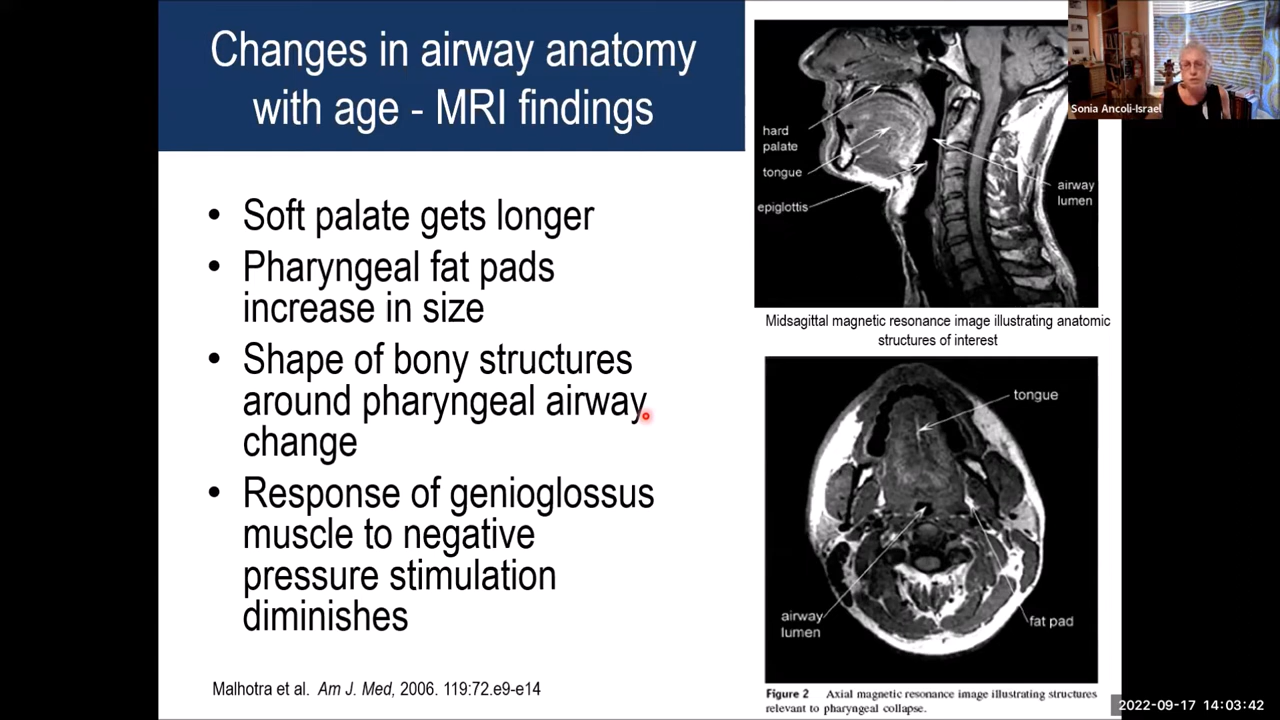 Changes in airway anatomy
with age - MRI findings
• Soft palate gets longer
• Pharyngeal fat pads
increase in size
• Shape of bony structures
around pharyngeal airway
change
• Response of genioglossus
muscle to negative
pressure stimulation
diminishes
Malhotra et al. Am J. Med, 2006. 119:72.e9-e14
hard
palate
tongue
epiglottis
airway
lumen
Midsagittal magnetic resonance image illustrating anatomic
structures of interest
tongue
airway
lumen
fat pad
Figure 2 Axial magnetic resonance image illustrating structures
relevant to pharyngeal collapse.
Sonia Ancoli-Israel
2022-09-17 14:03:42